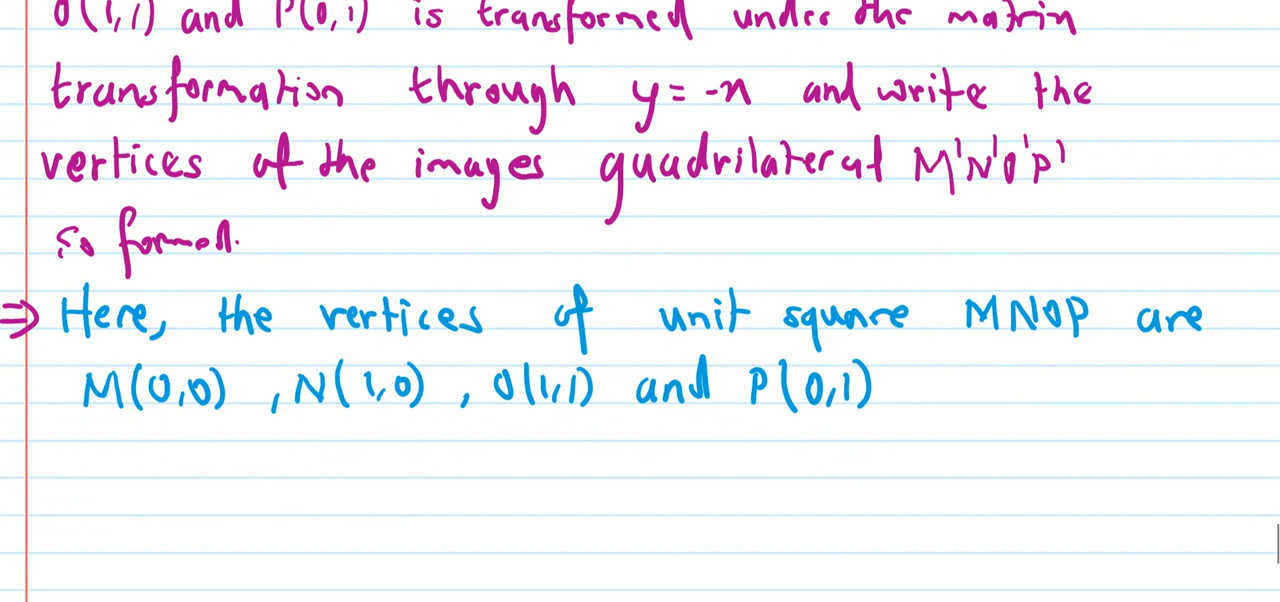 O(1,1) and P(0,1) is transformed under the matrix
transformation through y=-x and write the
vertices of the images quadrilateral M'N'O'P'
so formed.
⇒ Here, the vertices of unit square MNOP are
M(0,0) , N(1,0) , O(1,1) and P(0,1)